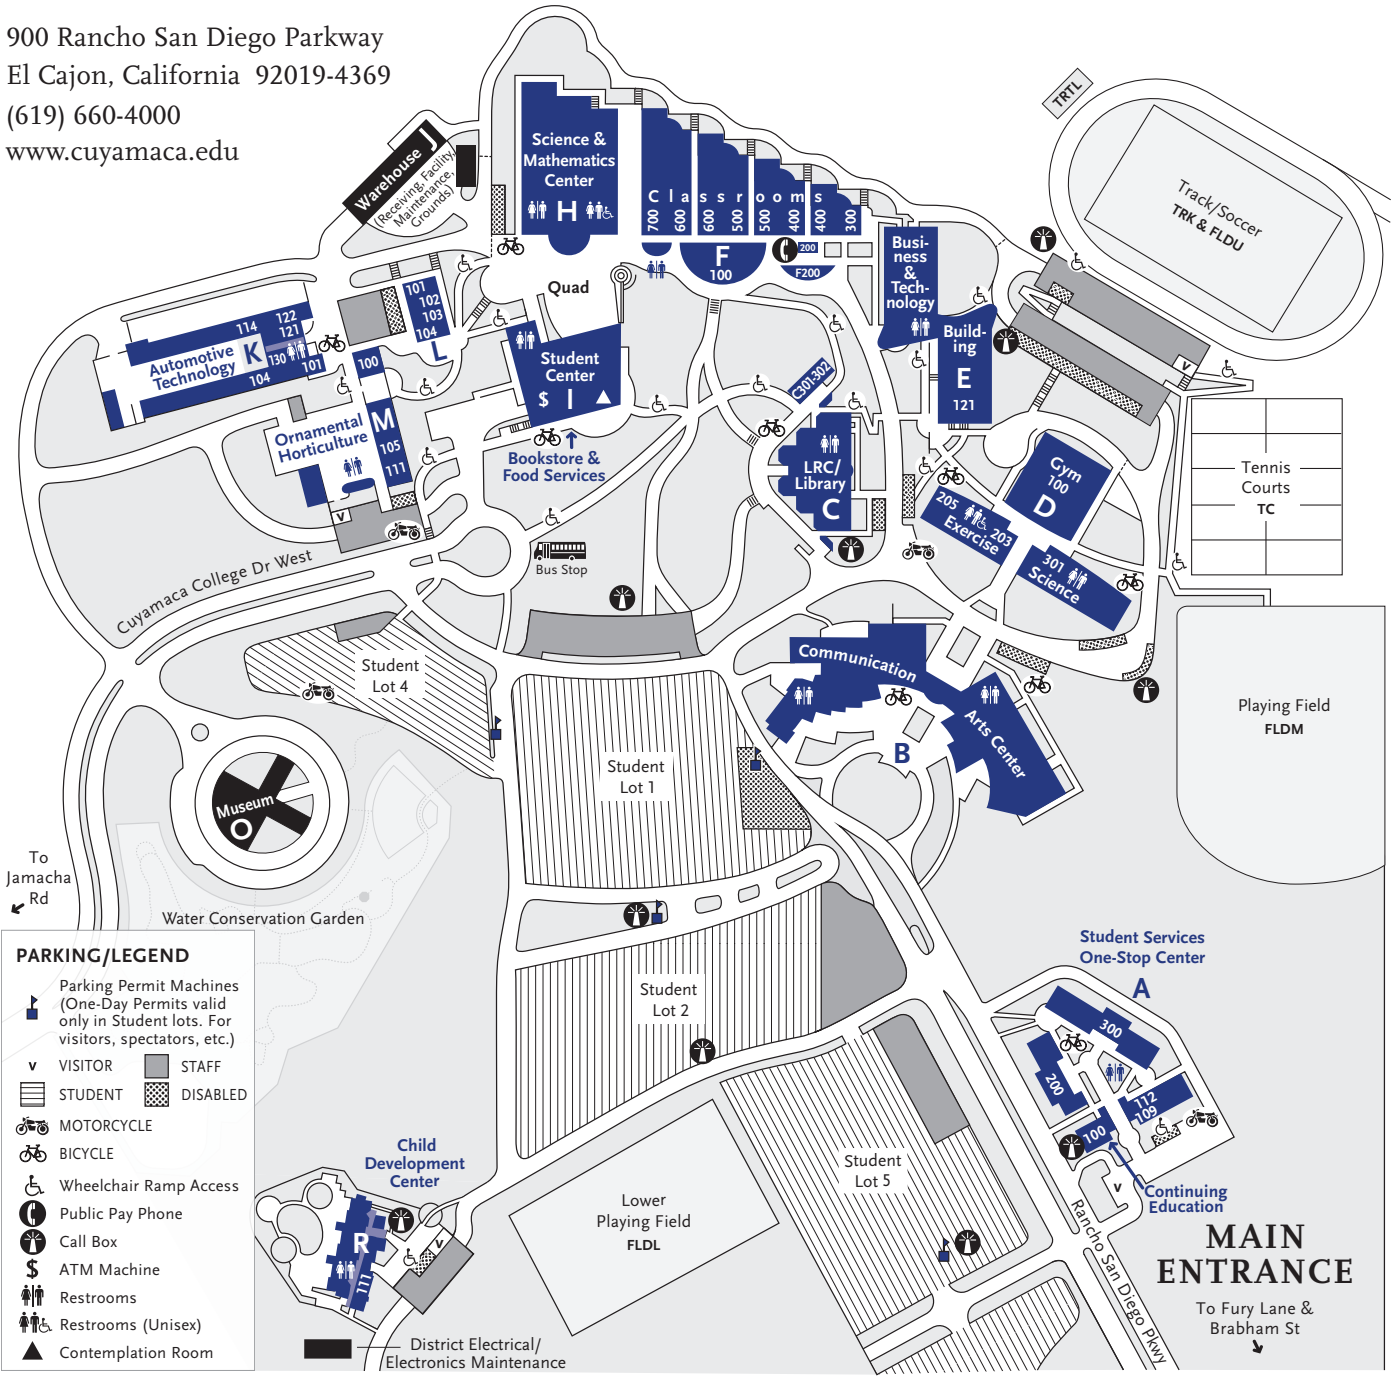 900 Rancho San Diego Parkway
El Cajon, California 92019-4369
(619) 660-4000
www.cuyamaca.edu
TRTL
Track/Soccer
TRK & FLDU
Warehouse J
(Receiving, Facility,
Maintenance,
Grounds)
Science &
Mathematics
Center
H
Classrooms
700
600
600
500
500
400
400
300
F
100
200
F200
Quad
Busi-
ness
&
Tech-
nology
Build-
ing
E
121
V
101
102
103
104
L
114
122
121
Automotive
Technology
K
130
104
101
100
Student
Center
$ I
Ornamental
Horticulture
M
105
111
V
Bookstore &
Food Services
C301-302
LRC/
Library
C
Gym
100
D
205
203
Exercise
301
Science
Tennis
Courts
TC
Bus Stop
Cuyamaca College Dr West
Student
Lot 4
Communication
Arts Center
B
Playing Field
FLDM
Student
Lot 1
Museum
O
To
Jamacha
Rd
Water Conservation Garden
Student
Lot 2
Student Services
One-Stop Center
A
300
200
112
109
100
V
Continuing
Education
Student
Lot 5
Child
Development
Center
R
111
V
Lower
Playing Field
FLDL
Rancho San Diego Pkwy
MAIN
ENTRANCE
To Fury Lane &
Brabham St
District Electrical/
Electronics Maintenance
PARKING/LEGEND
Parking Permit Machines
(One-Day Permits valid
only in Student lots. For
visitors, spectators, etc.)
V VISITOR
STAFF
STUDENT
DISABLED
MOTORCYCLE
BICYCLE
Wheelchair Ramp Access
Public Pay Phone
Call Box
$ ATM Machine
Restrooms
Restrooms (Unisex)
Contemplation Room